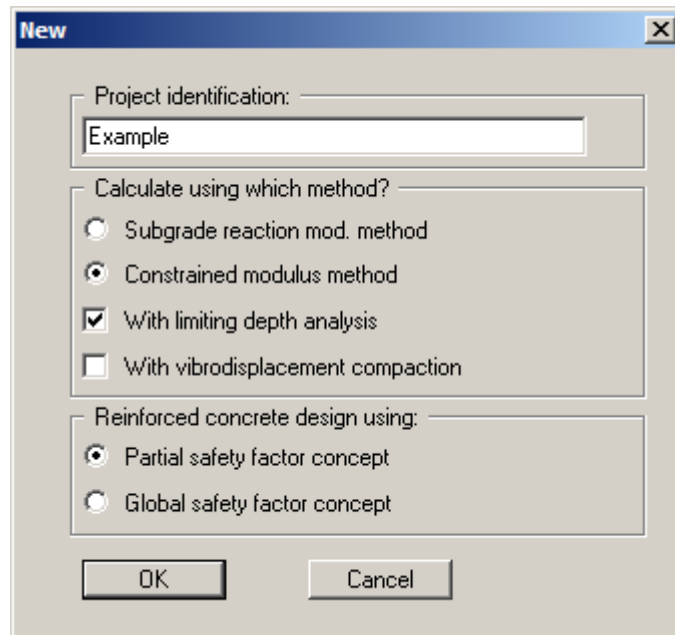 New
Project identification:
Example
Calculate using which method?
Subgrade reaction mod. method
Constrained modulus method
With limiting depth analysis
With vibrodisplacement compaction
Reinforced concrete design using:
Partial safety factor concept
Global safety factor concept
OK
Cancel